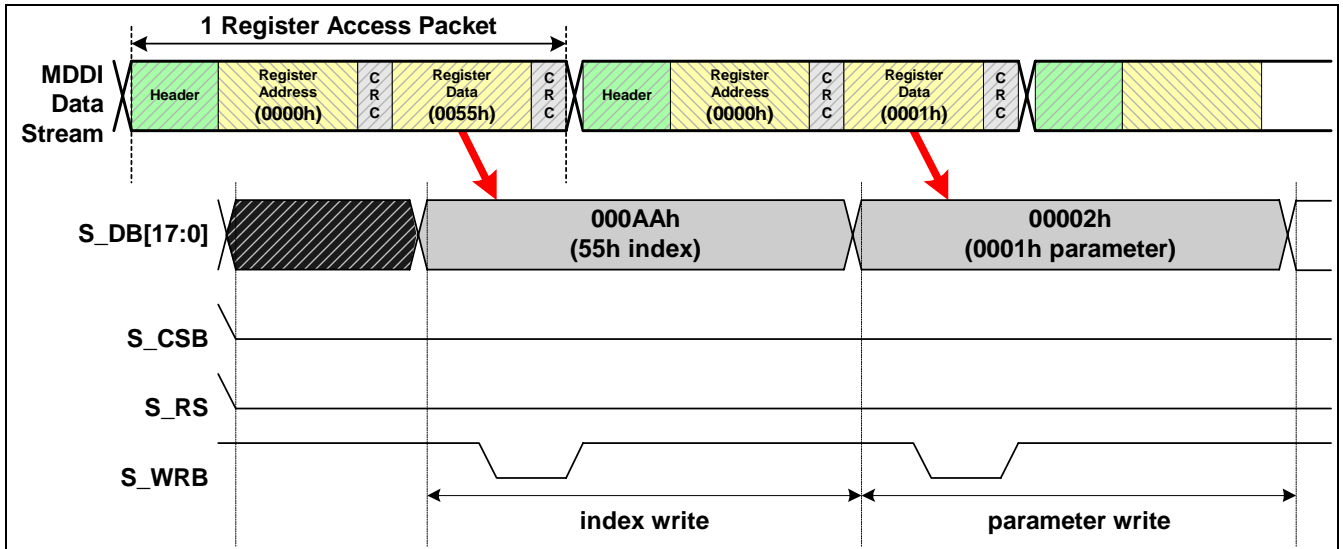 1 Register Access Packet
MDDI
Data
Stream
Header
Register
Address
(0000h)
C
R
C
Register
Data
(0055h)
C
R
C
Header
Register
Address
(0000h)
C
R
C
Register
Data
(0001h)
C
R
C
S_DB[17:0]
000AAh
(55h index)
00002h
(0001h parameter)
S_CSB
S_RS
S_WRB
index write
parameter write